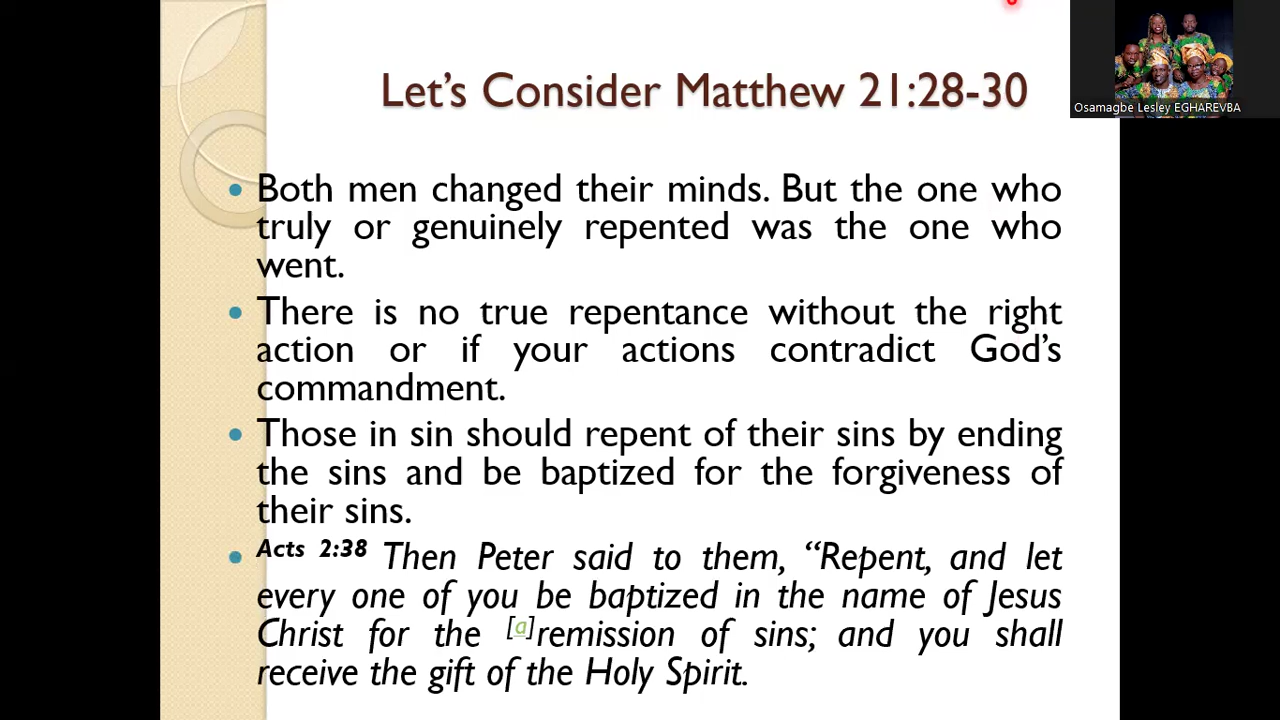 Let's Consider Matthew 21:28-30
Osamagbe Lesley EGHAREVBA
• Both men changed their minds. But the one who
truly or genuinely repented was the one who
went.
• There is no true repentance without the right
action or if your actions contradict God's
commandment.
• Those in sin should repent of their sins by ending
the sins and be baptized for the forgiveness of
their sins.
• Acts 2:38 Then Peter said to them, “Repent, and let
every one of you be baptized in the name of Jesus
Christ for the [a]remission of sins; and you shall
receive the gift of the Holy Spirit.